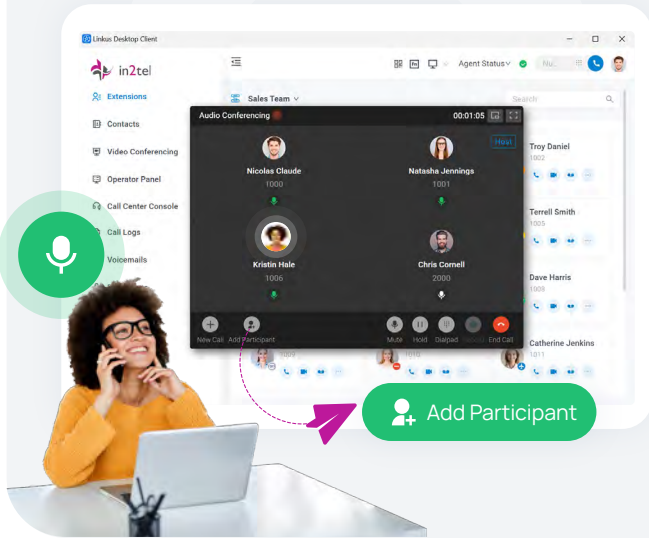 Linkus Desktop Client
in2tel
Agent Status
Nu...
Extensions
Sales Team
Search
Contacts
Video Conferencing
Operator Panel
Call Center Console
Call Logs
Voicemails
Audio Conferencing
00:01:05
Host
Nicolas Claude
1000
Natasha Jennings
1001
Kristin Hale
1006
Chris Cornell
2000
New Call
Add Participant
Mute
Hold
Dialpad
End Call
Troy Daniel
1002
Terrell Smith
1005
Dave Harris
1008
Catherine Jenkins
1011
1009
1010
Add Participant